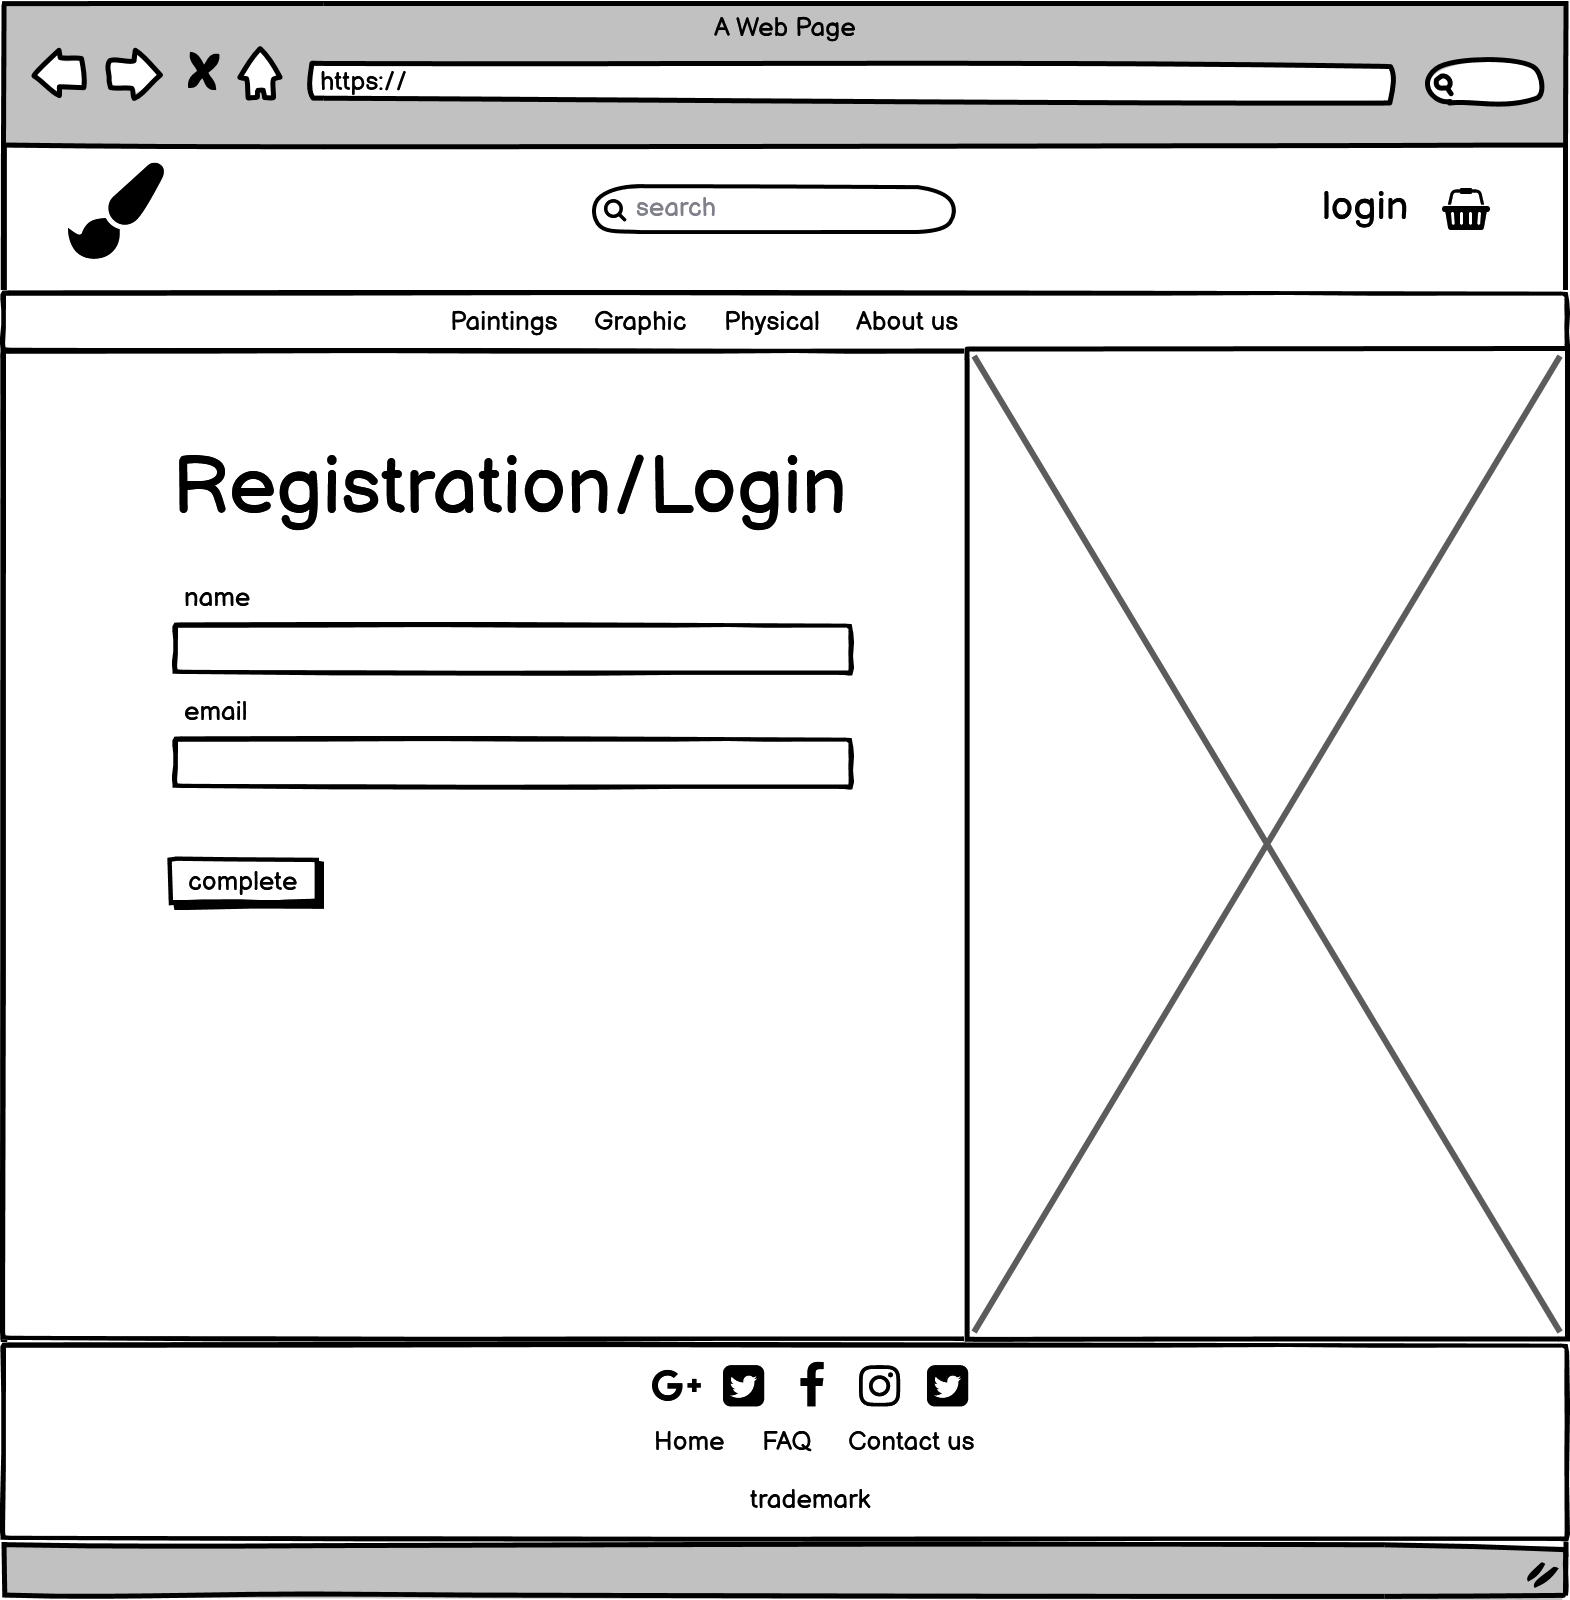 A Web Page
https://
search
login
Paintings Graphic Physical About us
Registration/Login
name
email
complete
G+
Home FAQ Contact us
trademark